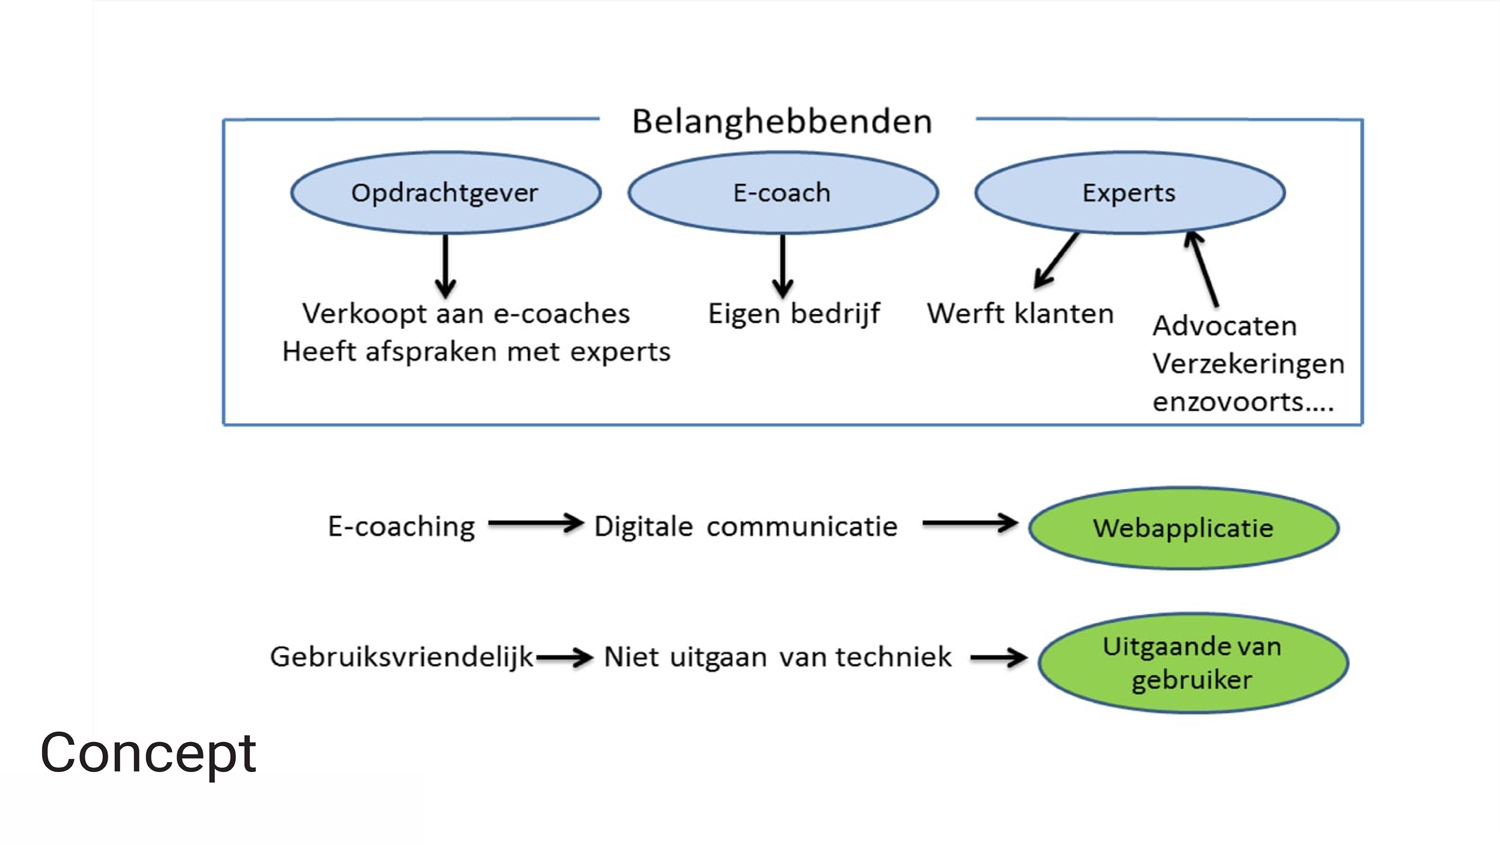 Belanghebbenden
Opdrachtgever
E-coach
Experts
Verkoopt aan e-coaches
Heeft afspraken met experts
Eigen bedrijf
Werft klanten
Advocaten
Verzekeringen
enzovoorts....
E-coaching
Digitale communicatie
Webapplicatie
Gebruiksvriendelijk
Niet uitgaan van techniek
Uitgaande van
gebruiker
Concept